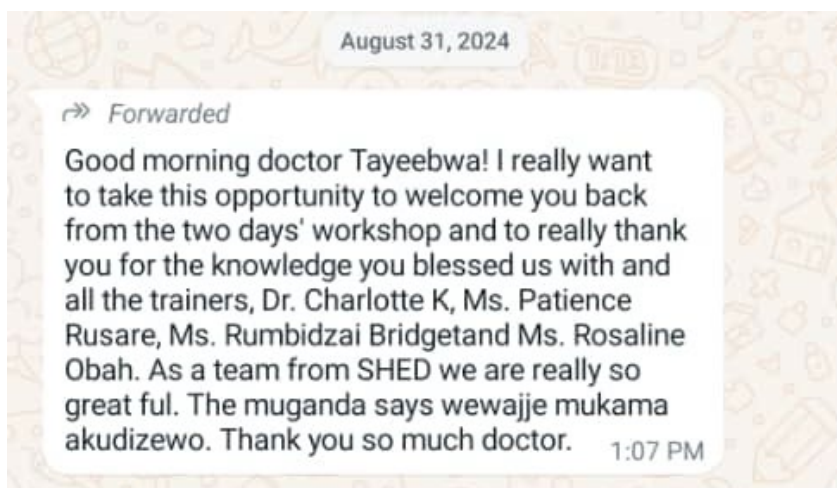 August 31, 2024
Forwarded
Good morning doctor Tayeebwa! I really want
to take this opportunity to welcome you back
from the two days' workshop and to really thank
you for the knowledge you blessed us with and
all the trainers, Dr. Charlotte K, Ms. Patience
Rusare, Ms. Rumbidzai Bridgetand Ms. Rosaline
Obah. As a team from SHED we are really so
great ful. The muganda says wewajje mukama
akudizewo. Thank you so much doctor. 1:07 PM